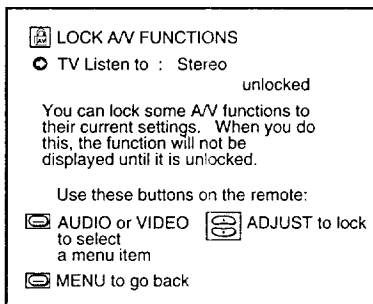 LOCK A/V FUNCTIONS
TV Listen to : Stereo
unlocked
You can lock some A/V functions to
their current settings. When you do
this, the function will not be
displayed until it is unlocked.
Use these buttons on the remote:
AUDIO or VIDEO ADJUST to lock
to select
a menu item
MENU to go back